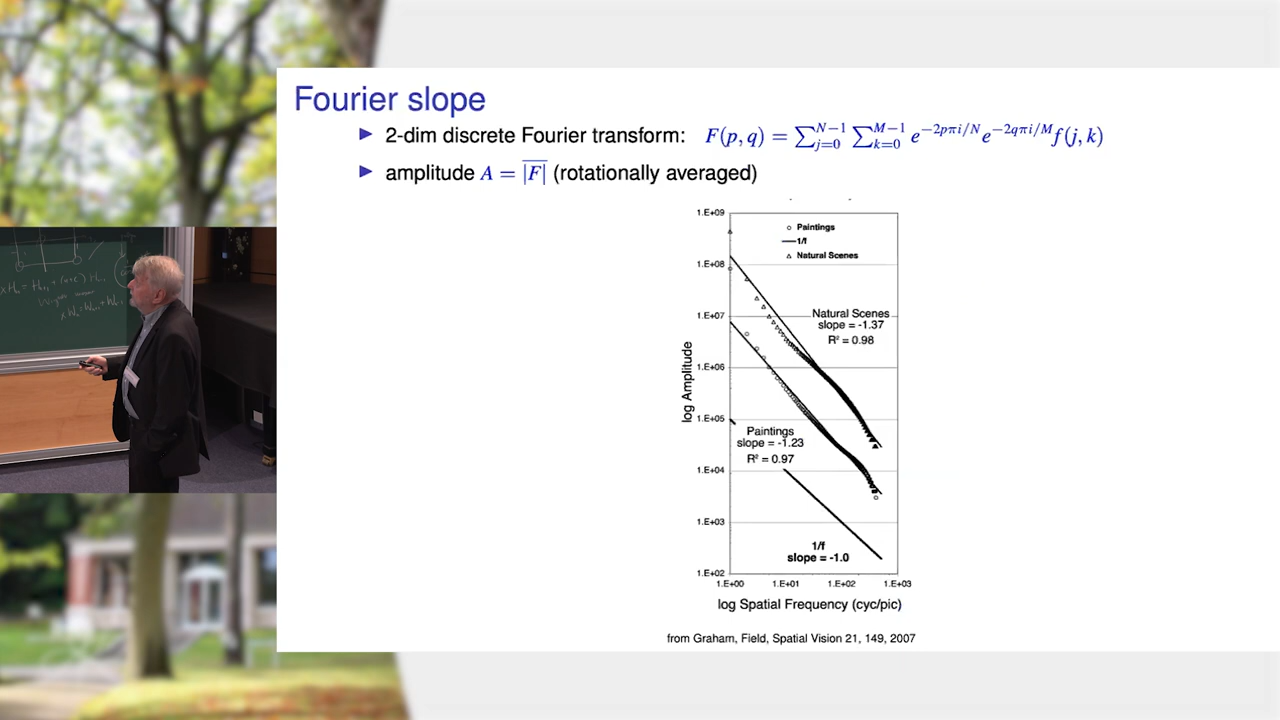 Fourier slope
▶ 2-dim discrete Fourier transform: F(p, q) = ∑_{j=0}^{N−1} ∑_{k=0}^{M−1} e^{−2pπi/N} e^{−2qπi/M} f(j, k)
▶ amplitude A = \overline{|F|} (rotationally averaged)
1.E+09
Paintings
1/f
Natural Scenes
1.E+08
1.E+07
Natural Scenes
slope = -1.37
R² = 0.98
1.E+06
log Amplitude
1.E+05
Paintings
slope = -1.23
R² = 0.97
1.E+04
1.E+03
1/f
slope = -1.0
1.E+02
1.E+00 1.E+01 1.E+02 1.E+03
log Spatial Frequency (cyc/pic)
from Graham, Field, Spatial Vision 21, 149, 2007